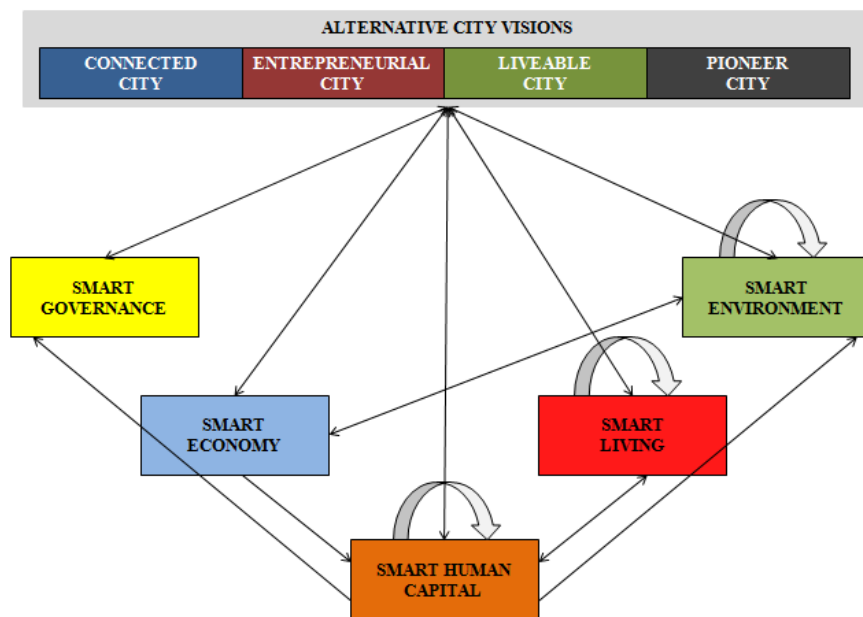 ALTERNATIVE CITY VISIONS
CONNECTED
CITY
ENTREPRENEURIAL
CITY
LIVEABLE
CITY
PIONEER
CITY
SMART
GOVERNANCE
SMART
ENVIRONMENT
SMART
ECONOMY
SMART
LIVING
SMART HUMAN
CAPITAL